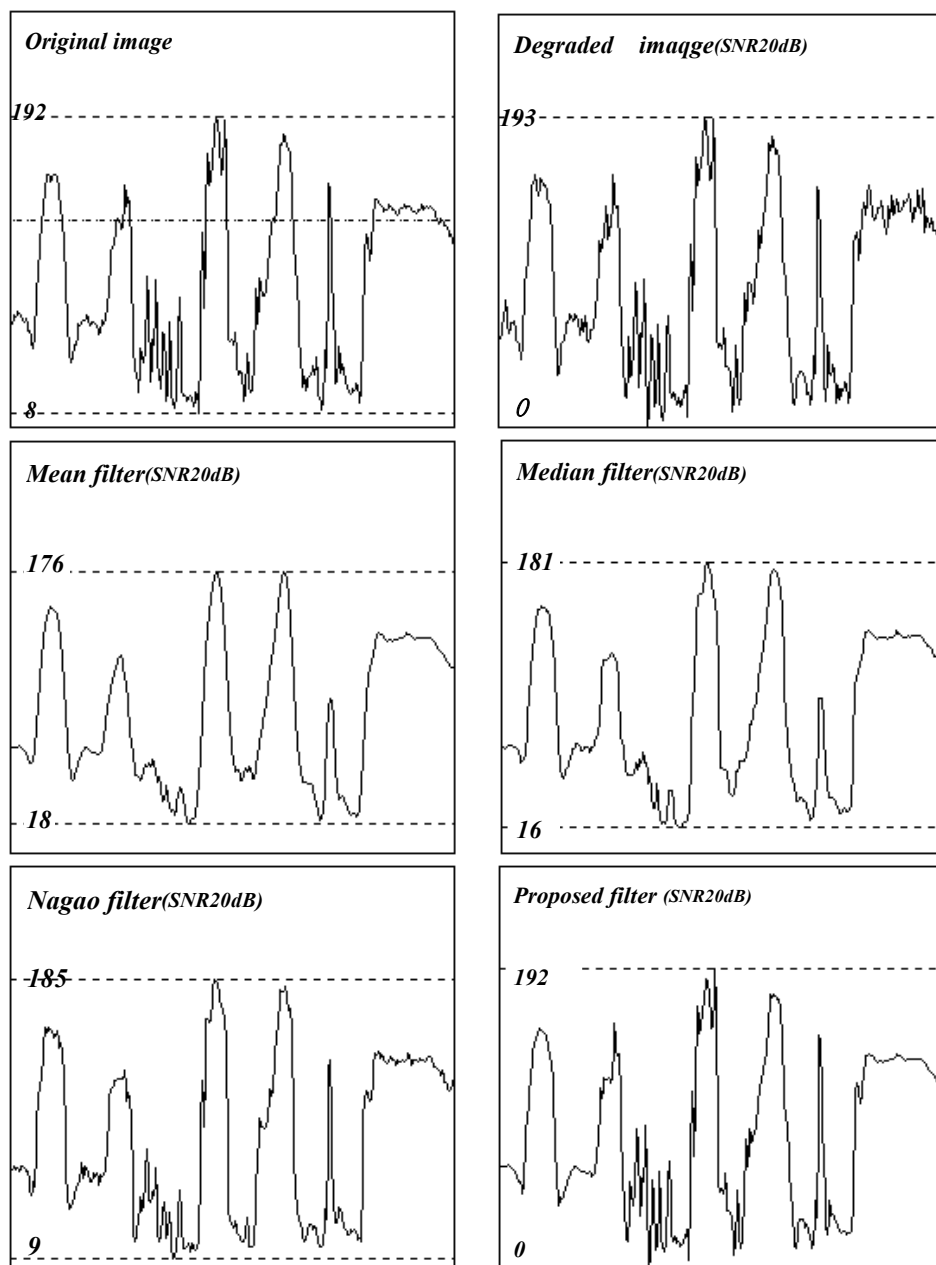 Original image
192
8
Degraded imaqge(SNR20dB)
193
0
Mean filter(SNR20dB)
176
18
Median filter(SNR20dB)
181
16
Nagao filter(SNR20dB)
185
9
Proposed filter (SNR20dB)
192
0